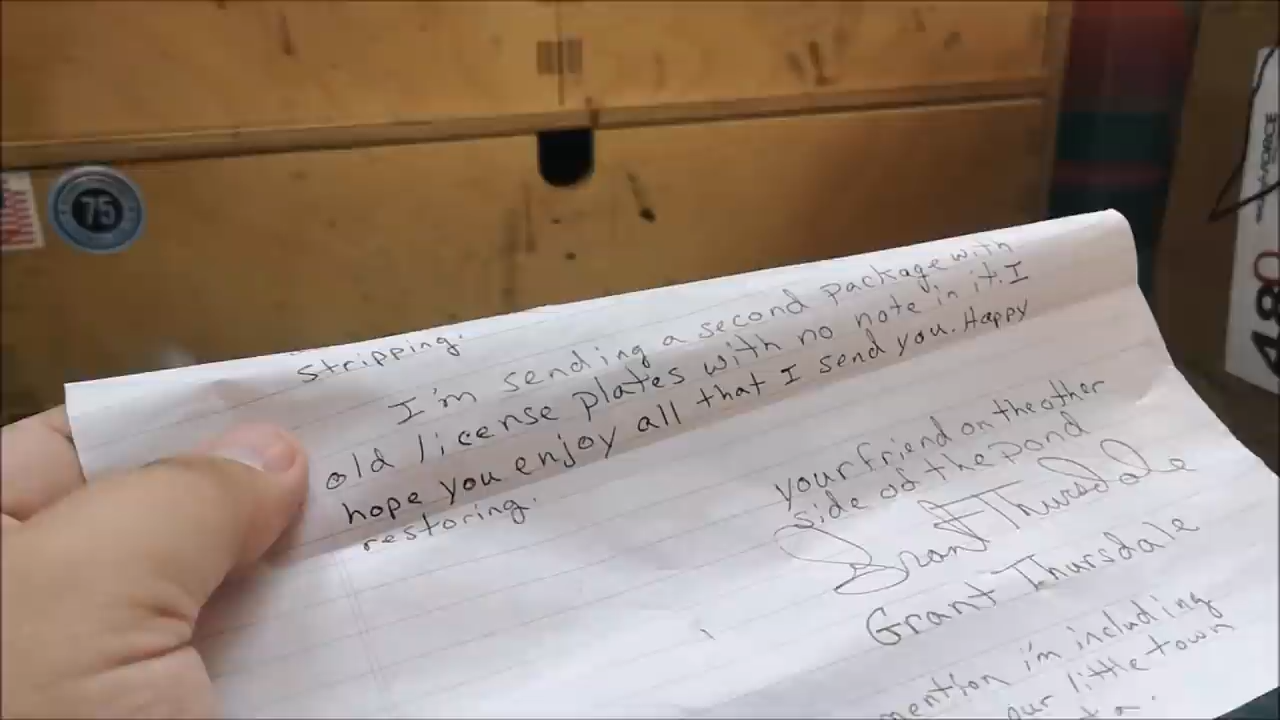 75
480
stripping.
I'm sending a second package with
old license plates with no note in it. I
hope you enjoy all that I send you. Happy
restoring.
your friend on the other
side of the pond
Grant Thursdale
Grant Thursdale
mention i'm including
our little town